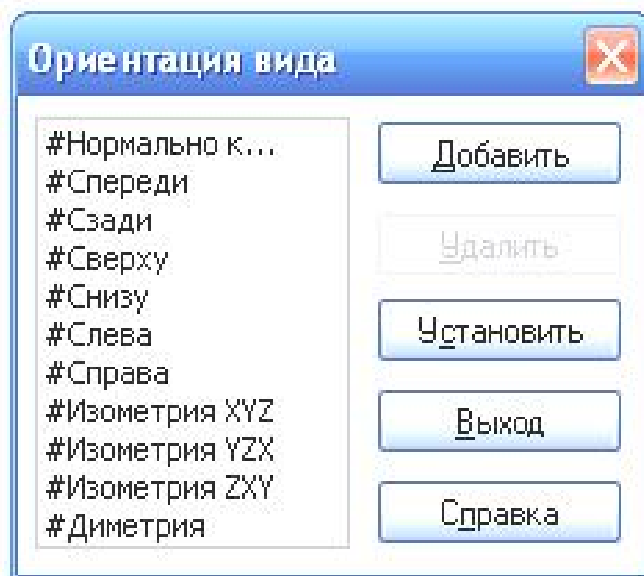 Ориентация вида
#Нормально к...
#Спереди
#Сзади
#Сверху
#Снизу
#Слева
#Справа
#Изометрия XYZ
#Изометрия YZX
#Изометрия ZXY
#Диметрия
Добавить
Удалить
Установить
Выход
Справка